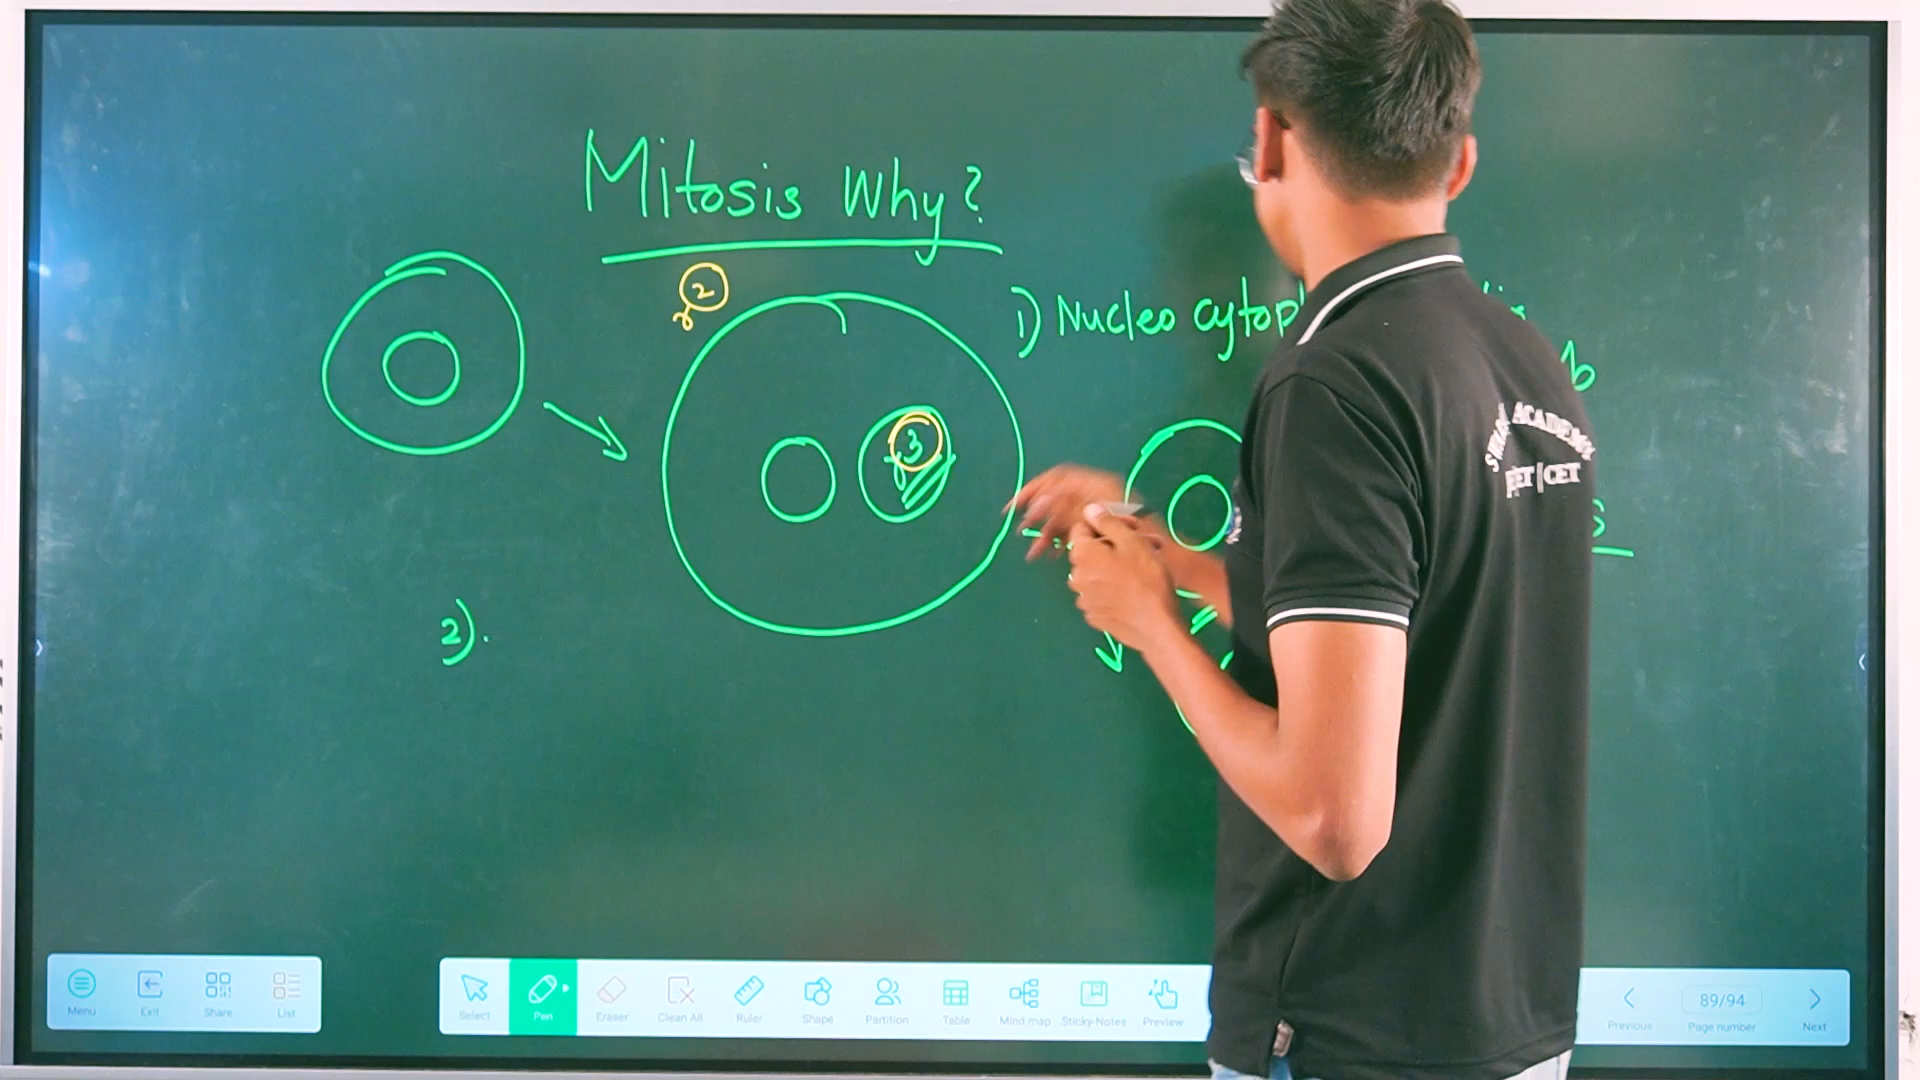 Mitosis Why?
2
1) Nucleo cytop
3
2).
ACADEMY
CET
Menu
Exit
Share
List
Select
Pen
Eraser
Clean All
Ruler
Shape
Partition
Table
Mind map
Sticky-Notes
Preview
Previous
89/94
Page number
Next